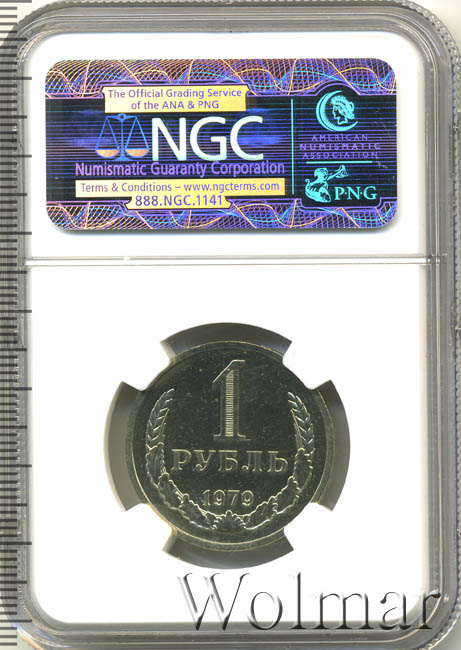 The Official Grading Service
of the ANA & PNG
NGC
Numismatic Guaranty Corporation
Terms & Conditions – www.ngcterms.com
888.NGC.1141
AMERICAN
NUMISMATIC
ASSOCIATION
P·N·G
1
РУБЛЬ
1979
Wolmar